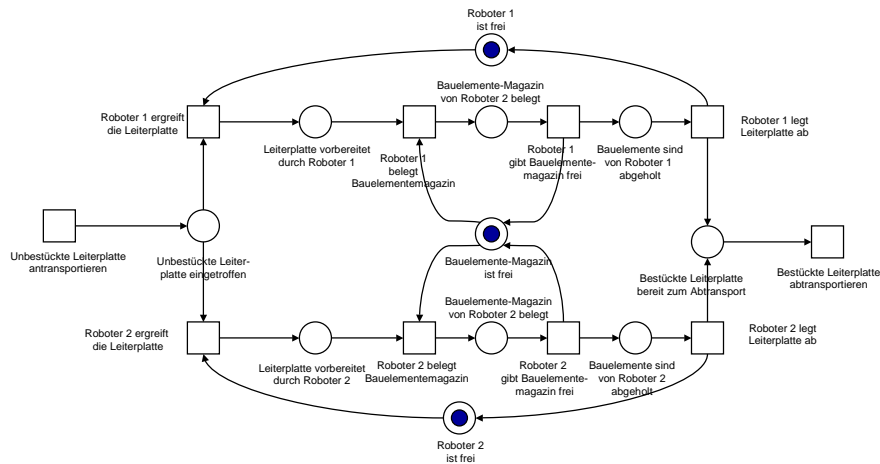 Roboter 1
ist frei
Bauelemente-Magazin
von Roboter 2 belegt
Roboter 1 ergreift
die Leiterplatte
Leiterplatte vorbereitet
durch Roboter 1
Roboter 1
belegt
Bauelementemagazin
Roboter 1
gibt Bauelemente-
magazin frei
Bauelemente sind
von Roboter 1
abgeholt
Roboter 1 legt
Leiterplatte ab
Unbestückte Leiterplatte
antransportieren
Unbestückte Leiter-
platte eingetroffen
Bauelemente-Magazin
ist frei
Bestückte Leiterplatte
bereit zum Abtransport
Bestückte Leiterplatte
abtransportieren
Bauelemente-Magazin
von Roboter 2 belegt
Roboter 2 ergreift
die Leiterplatte
Leiterplatte vorbereitet
durch Roboter 2
Roboter 2 belegt
Bauelementemagazin
Roboter 2
gibt Bauelemente-
magazin frei
Bauelemente sind
von Roboter 2
abgeholt
Roboter 2 legt
Leiterplatte ab
Roboter 2
ist frei